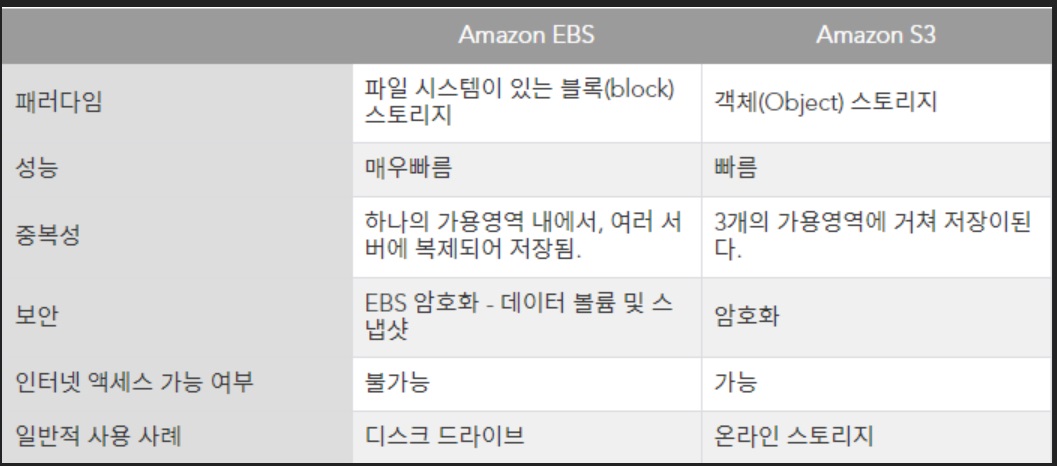 Amazon EBS Amazon S3
패러다임 파일 시스템이 있는 블록(block) 스토리지 객체(Object) 스토리지
성능 매우빠름 빠름
중복성 하나의 가용영역 내에서, 여러 서버에 복제되어 저장됨. 3개의 가용영역에 거쳐 저장이된다.
보안 EBS 암호화 - 데이터 볼륨 및 스냅샷 암호화
인터넷 액세스 가능 여부 불가능 가능
일반적 사용 사례 디스크 드라이브 온라인 스토리지